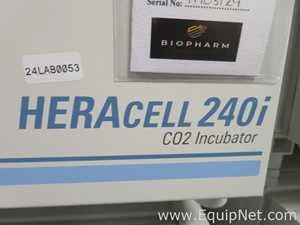 Serial No:
BIOPHARM
24LAB0053
HERACELL 240i
CO2 Incubator
www.EquipNet.com